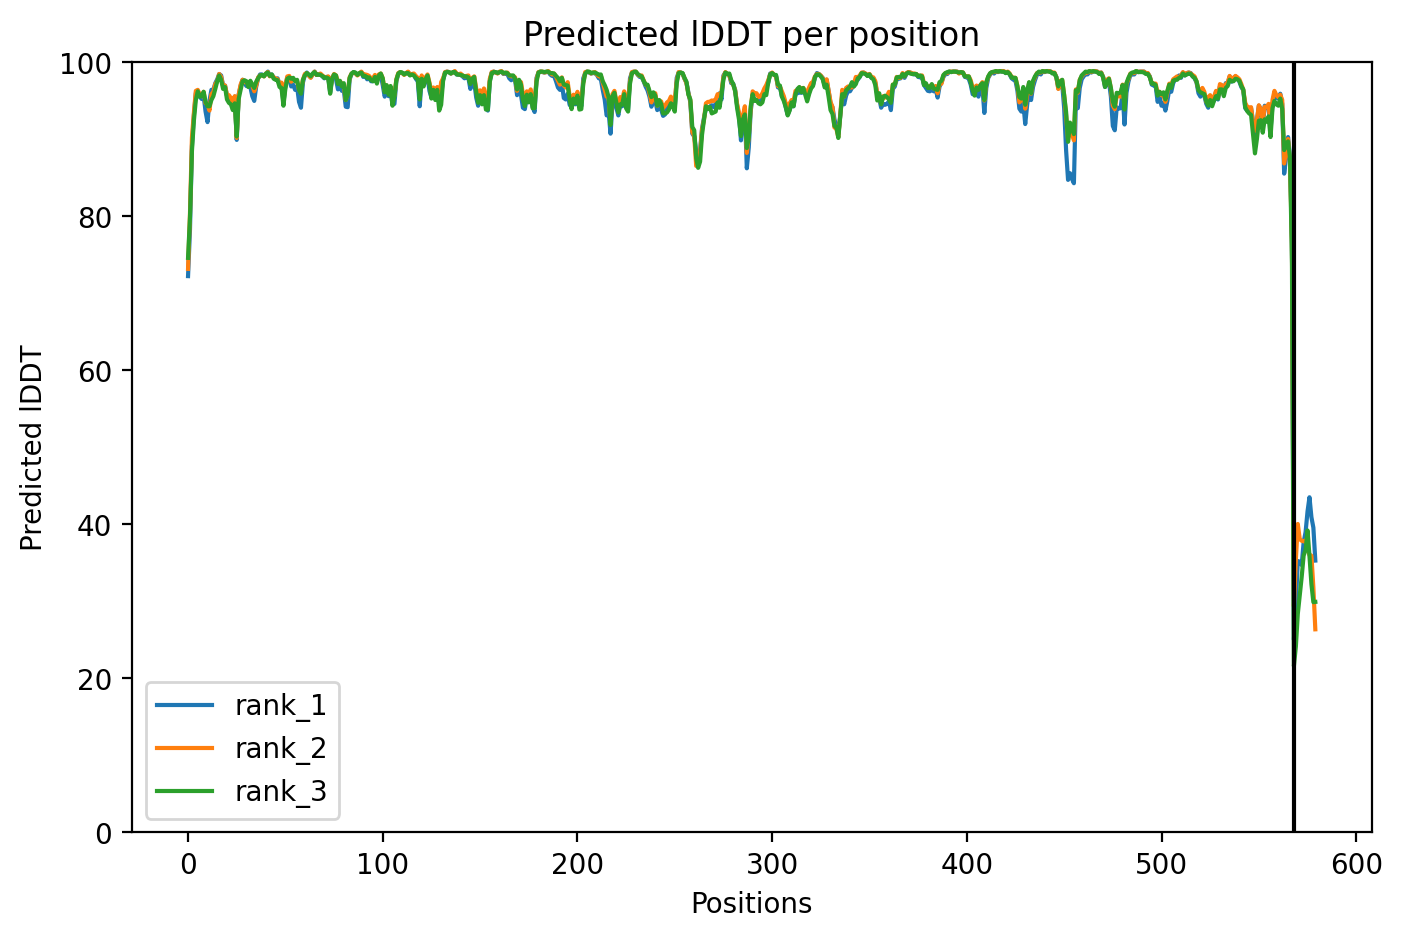 Predicted lDDT per position
Predicted lDDT
100
80
60
40
20
0
rank_1
rank_2
rank_3
0 100 200 300 400 500 600
Positions